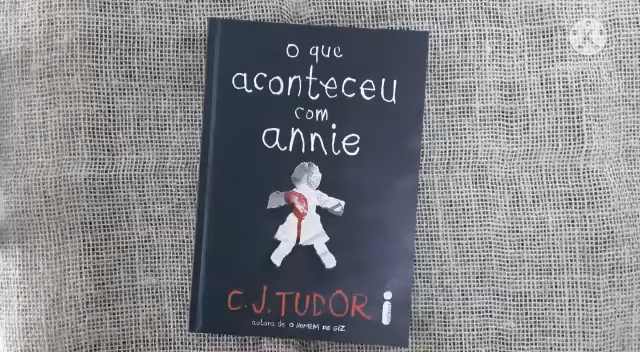 o que
aconteceu
com
annie
C.J. TUDOR
autora de O HOMEM DE GIZ